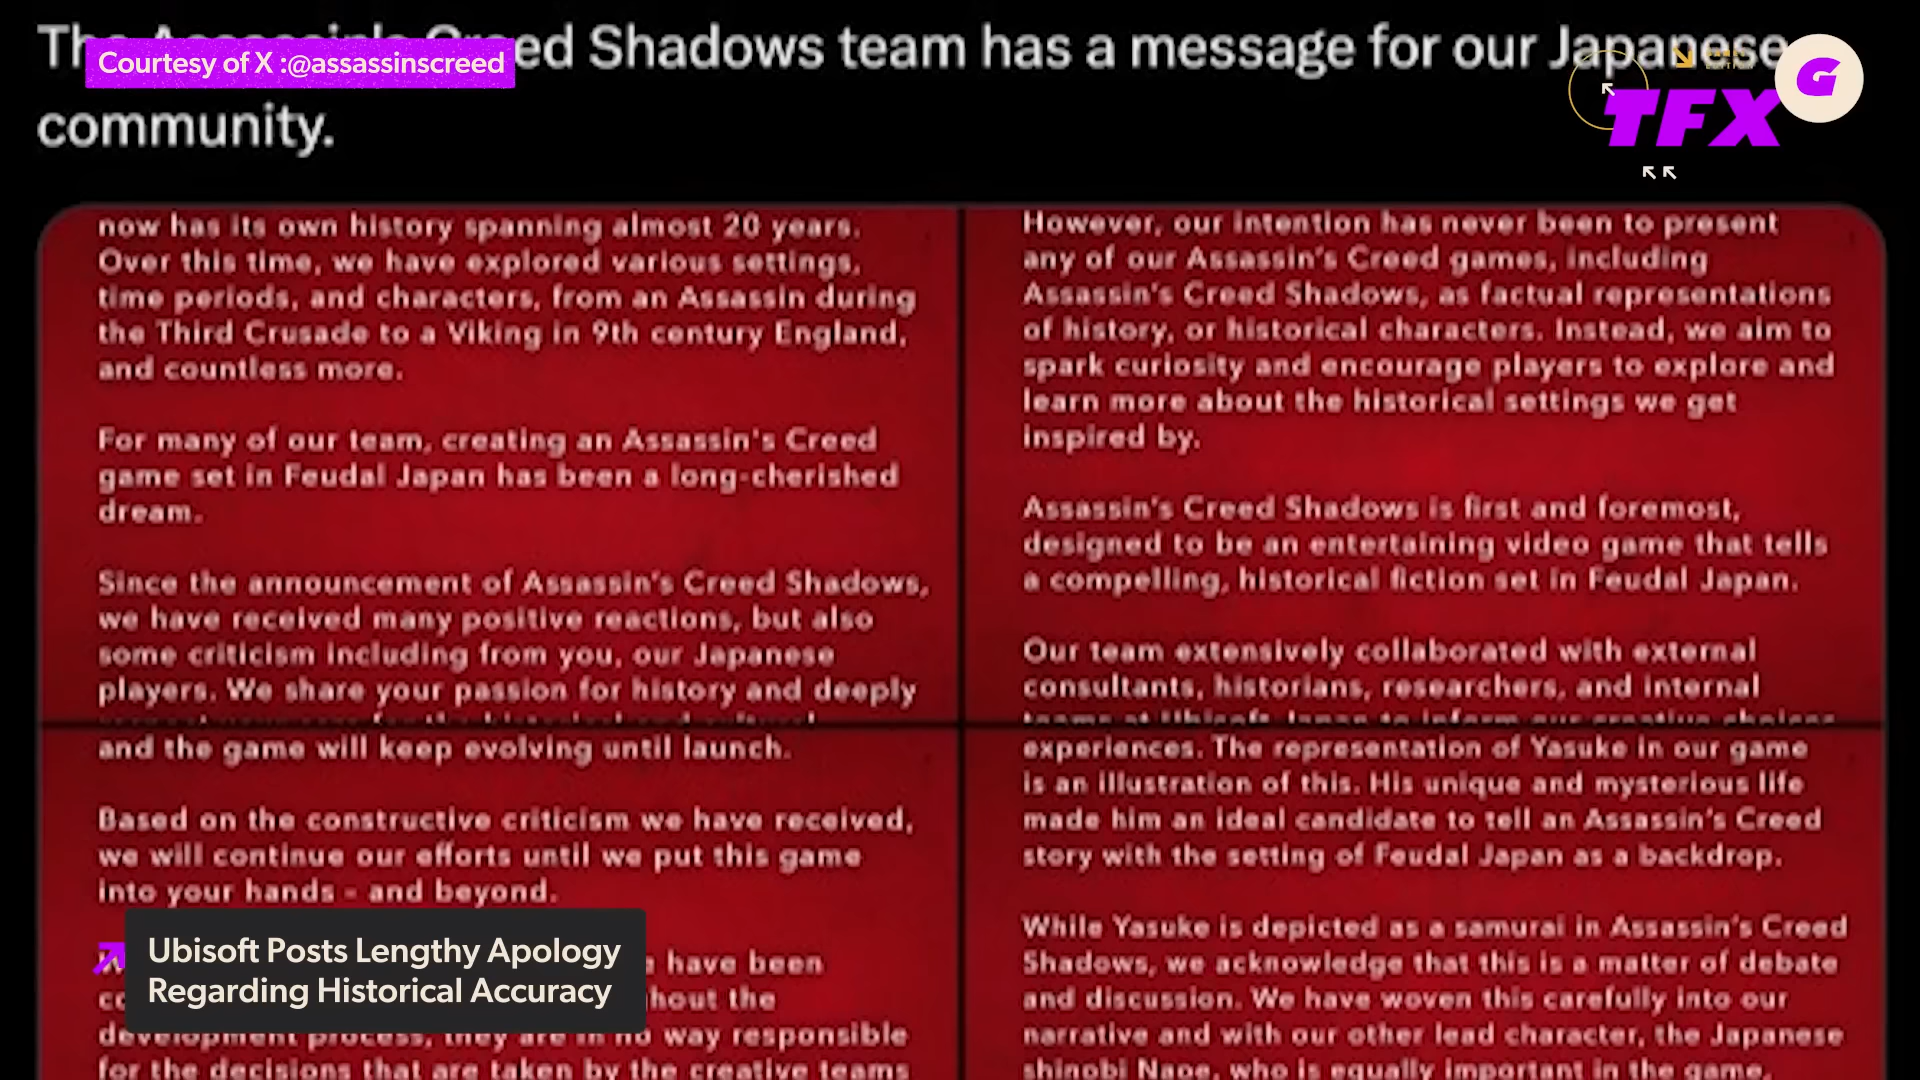 The Assassin's Creed Shadows team has a message for our Japanese
community.
Courtesy of X :@assassinscreed
TFX
G
now has its own history spanning almost 20 years.
Over this time, we have explored various settings,
time periods, and characters, from an Assassin during
the Third Crusade to a Viking in 9th century England,
and countless more.
For many of our team, creating an Assassin's Creed
game set in Feudal Japan has been a long-cherished
dream.
Since the announcement of Assassin's Creed Shadows,
we have received many positive reactions, but also
some criticism including from you, our Japanese
players. We share your passion for history and deeply
However, our intention has never been to present
any of our Assassin's Creed games, including
Assassin's Creed Shadows, as factual representations
of history, or historical characters. Instead, we aim to
spark curiosity and encourage players to explore and
learn more about the historical settings we get
inspired by.
Assassin's Creed Shadows is first and foremost,
designed to be an entertaining video game that tells
a compelling, historical fiction set in Feudal Japan.
Our team extensively collaborated with external
consultants, historians, researchers, and internal
teams at Ubisoft Japan to inform our creative choices
and the game will keep evolving until launch.
Based on the constructive criticism we have received,
we will continue our efforts until we put this game
into your hands - and beyond.
have been
the
development process, they are in no way responsible
for the decisions that are taken by the creative teams
experiences. The representation of Yasuke in our game
is an illustration of this. His unique and mysterious life
made him an ideal candidate to tell an Assassin's Creed
story with the setting of Feudal Japan as a backdrop.
While Yasuke is depicted as a samurai in Assassin's Creed
Shadows, we acknowledge that this is a matter of debate
and discussion. We have woven this carefully into our
narrative and with our other lead character, the Japanese
shinobi Naoe, who is equally important in the game,
Ubisoft Posts Lengthy Apology
Regarding Historical Accuracy